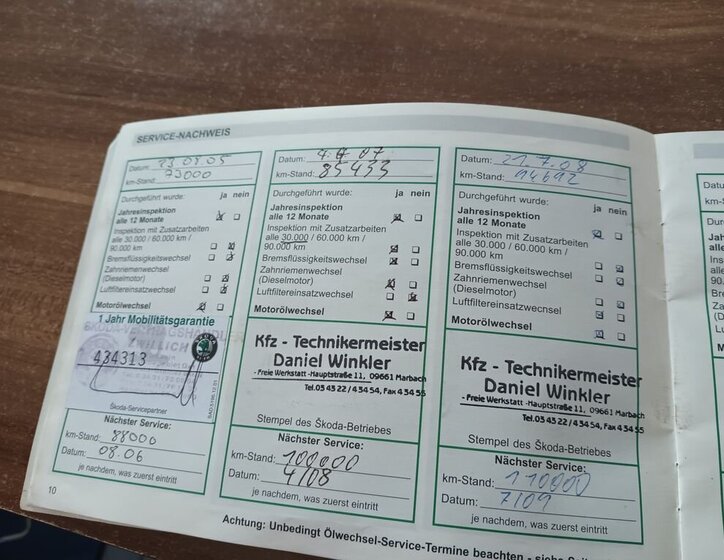 SERVICE-NACHWEIS
Datum: 23.08.05
km-Stand: 73000
Durchgeführt wurde: ja nein
Jahresinspektion
alle 12 Monate
Inspektion mit Zusatzarbeiten
alle 30.000 / 60.000 km /
90.000 km
Bremsflüssigkeitswechsel
Zahnriemenwechsel
(Dieselmotor)
Luftfiltereinsatzwechsel
Motorölwechsel
1 Jahr Mobilitätsgarantie
ZWILLICH
434313
Škoda-Servicepartner
Nächster Service:
km-Stand: 88000
Datum: 08.06
je nachdem, was zuerst eintritt
10
Datum: 07
km-Stand: 85433
Durchgeführt wurde: ja nein
Jahresinspektion
alle 12 Monate
Inspektion mit Zusatzarbeiten
alle 30.000 / 60.000 km /
90.000 km
Bremsflüssigkeitswechsel
Zahnriemenwechsel
(Dieselmotor)
Luftfiltereinsatzwechsel
Motorölwechsel
Kfz - Technikermeister
Daniel Winkler
- Freie Werkstatt -Hauptstraße 11, 09661 Marbach
Tel.03 43 22 / 4 34 54, Fax 4 34 55
Stempel des Škoda-Betriebes
Nächster Service:
km-Stand: 100000
Datum: 4/08
je nachdem, was zuerst eintritt
Datum: 21.7.08
km-Stand: 94692
Durchgeführt wurde: ja nein
Jahresinspektion
alle 12 Monate
Inspektion mit Zusatzarbeiten
alle 30.000 / 60.000 km /
90.000 km
Bremsflüssigkeitswechsel
Zahnriemenwechsel
(Dieselmotor)
Luftfiltereinsatzwechsel
Motorölwechsel
Kfz - Technikermeister
Daniel Winkler
- Freie Werkstatt -Hauptstraße 11, 09661 Marbach
Tel.03 43 22 / 4 34 54, Fax 4 34 55
Stempel des Škoda-Betriebes
Nächster Service:
km-Stand: 110000
Datum: 7/09
je nachdem, was zuerst eintritt
Achtung: Unbedingt Ölwechsel-Service-Termine beachten - siehe